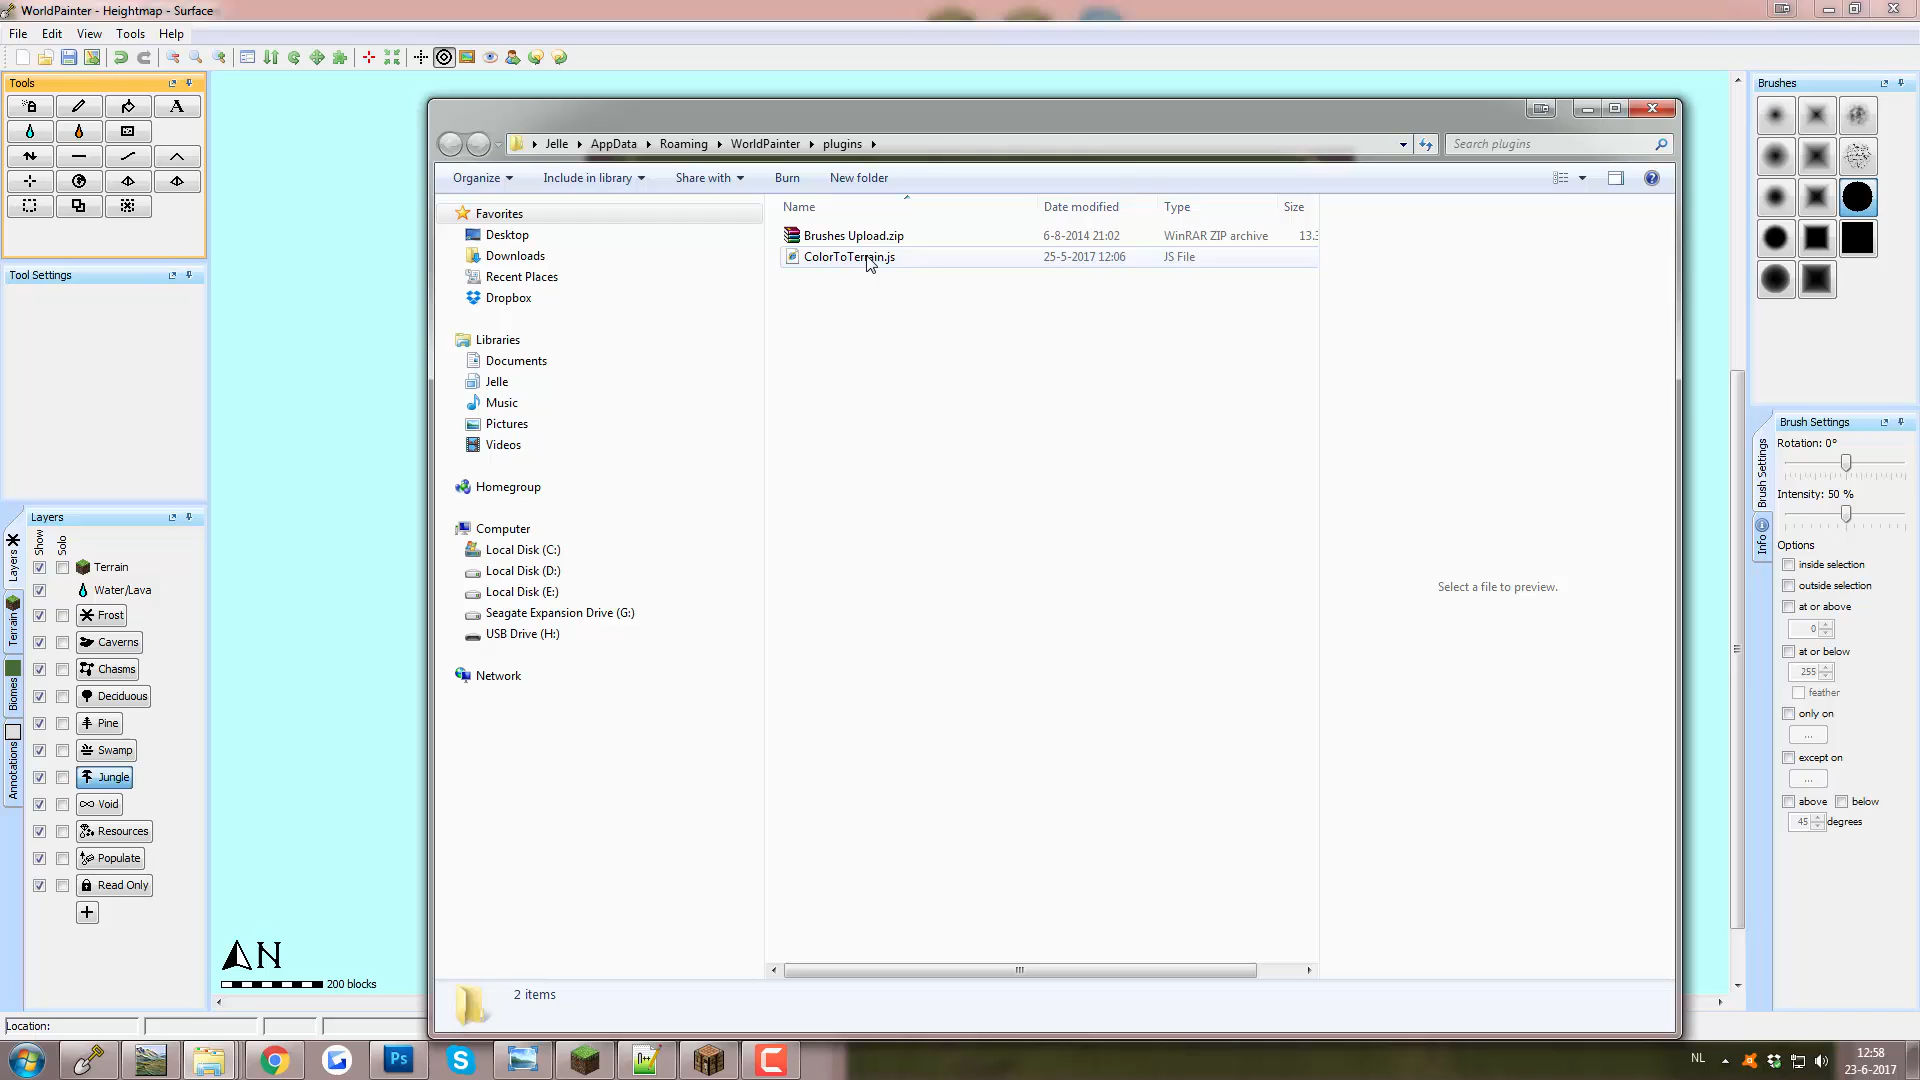 WorldPainter - Heightmap - Surface
File Edit View Tools Help
Tools
A
Tool Settings
Layers
Show
Solo
Layers
Terrain
Biomes
Annotations
Terrain
Water/Lava
Frost
Caverns
Chasms
Deciduous
Pine
Swamp
Jungle
Void
Resources
Populate
Read Only
N
200 blocks
Location:
Jelle AppData Roaming WorldPainter plugins
Search plugins
Organize Include in library Share with Burn New folder
Favorites
Desktop
Downloads
Recent Places
Dropbox
Libraries
Documents
Jelle
Music
Pictures
Videos
Homegroup
Computer
Local Disk (C:)
Local Disk (D:)
Local Disk (E:)
Seagate Expansion Drive (G:)
USB Drive (H:)
Network
Name Date modified Type Size
Brushes Upload.zip 6-8-2014 21:02 WinRAR ZIP archive 13.3
ColorToTerrain.js 25-5-2017 12:06 JS File
Select a file to preview.
2 items
Brushes
Brush Settings
Info
Brush Settings
Rotation: 0°
Intensity: 50 %
Options
inside selection
outside selection
at or above
0
at or below
255
feather
only on
...
except on
...
above below
45 degrees
Ps
NL
12:58
23-6-2017